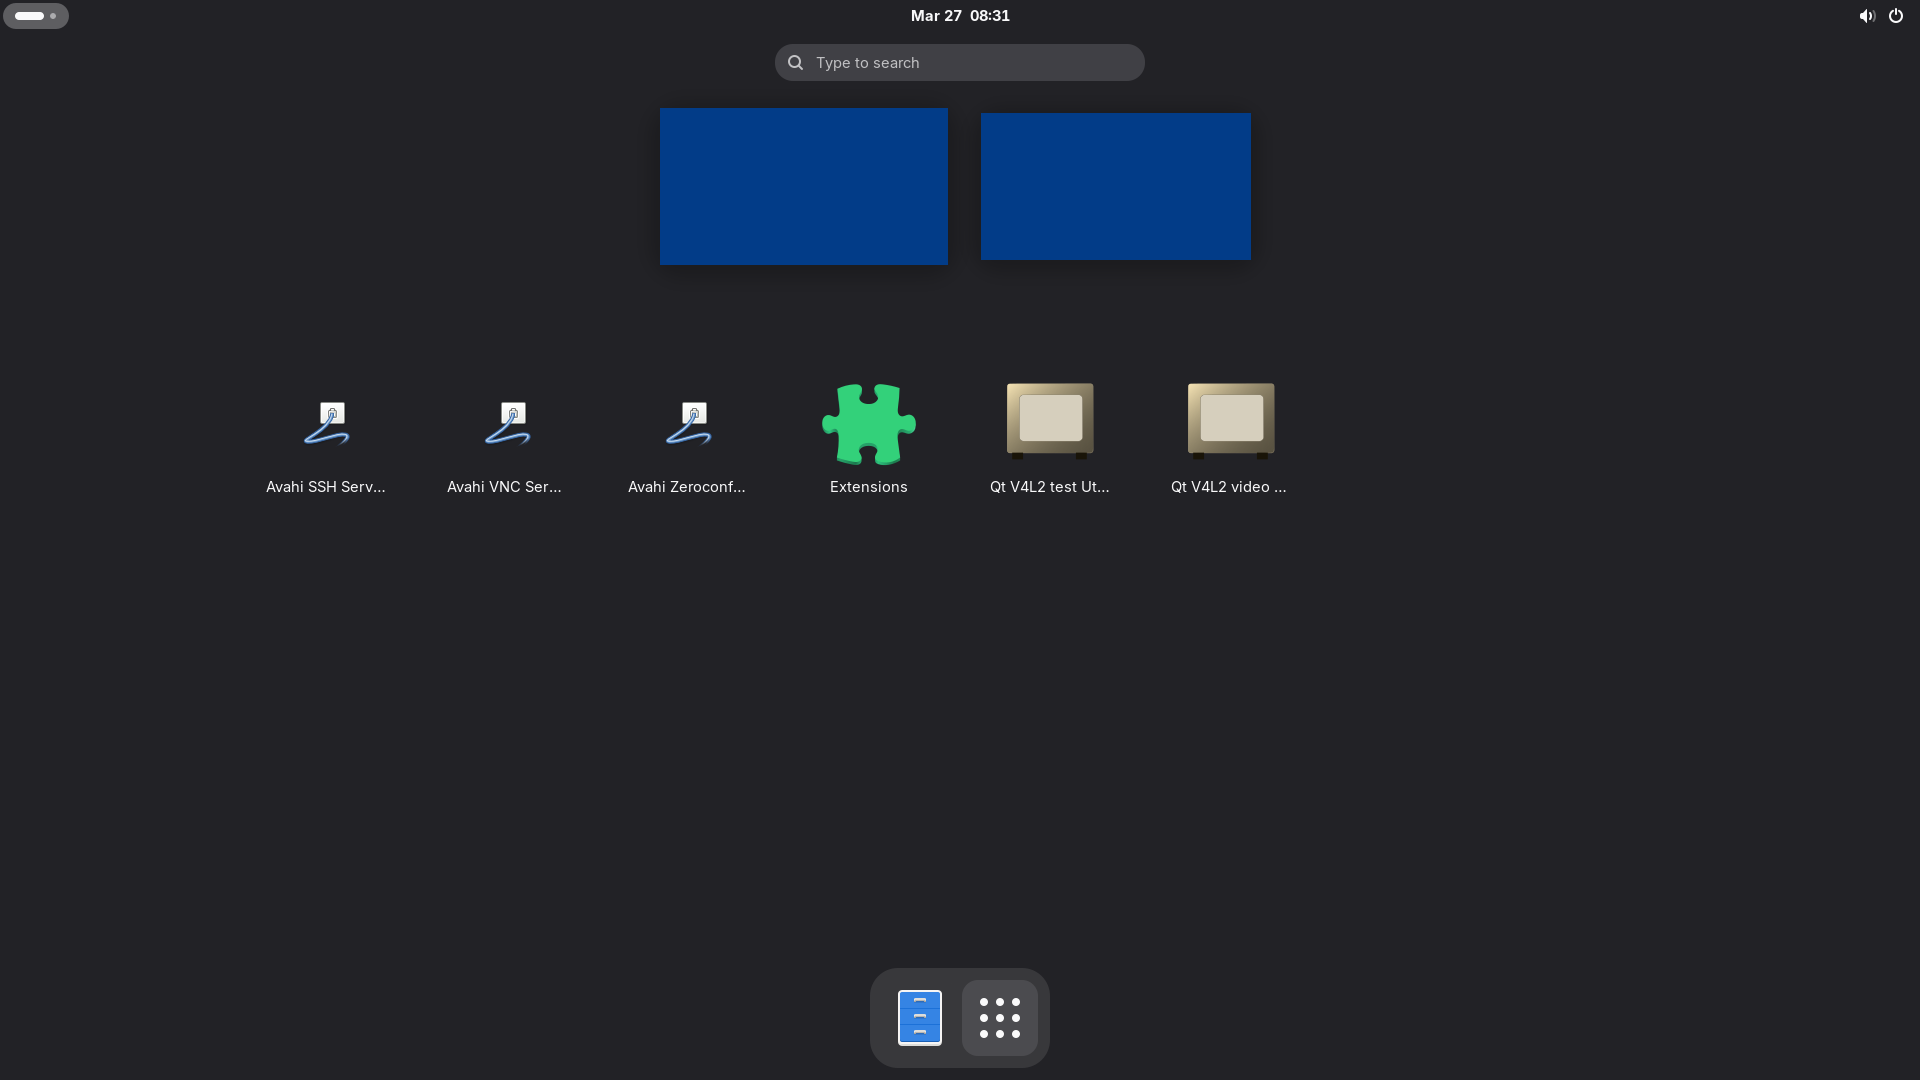 Mar 27 08:31
Type to search
Avahi SSH Serv...
Avahi VNC Ser...
Avahi Zeroconf...
Extensions
Qt V4L2 test Ut...
Qt V4L2 video ...